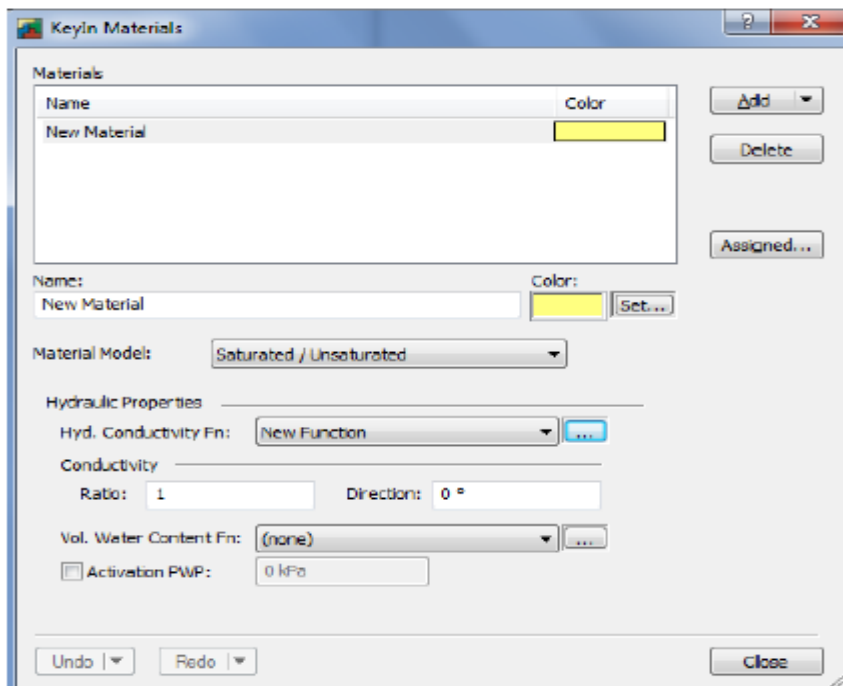 KeyIn Materials
Materials
Name Color Add
New Material
Delete
Assigned...
Name: Color:
New Material Set...
Material Model: Saturated / Unsaturated
Hydraulic Properties
Hyd. Conductivity Fn: New Function ...
Conductivity
Ratio: 1 Direction: 0 °
Vol. Water Content Fn: (none) ...
Activation PWP: 0 kPa
Undo Redo Close